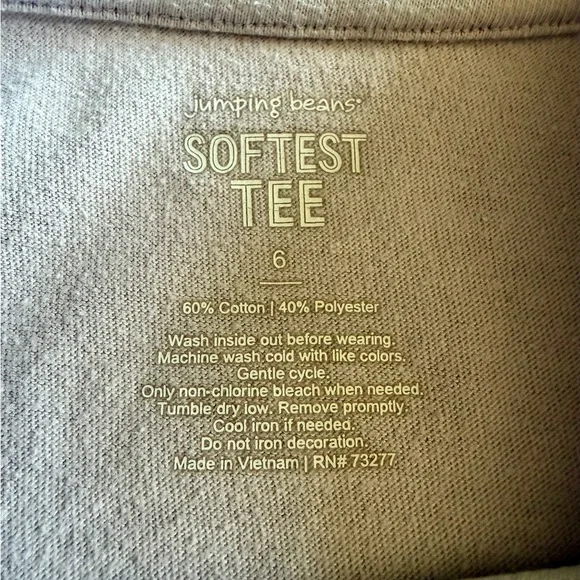 jumping beans®
SOFTEST
TEE
6
60% Cotton | 40% Polyester
Wash inside out before wearing.
Machine wash cold with like colors.
Gentle cycle.
Only non-chlorine bleach when needed.
Tumble dry low. Remove promptly.
Cool iron if needed.
Do not iron decoration.
Made in Vietnam | RN# 73277